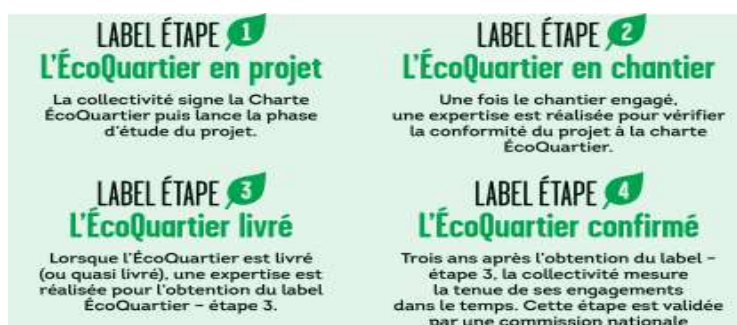 LABEL ÉTAPE 1
L'ÉcoQuartier en projet
La collectivité signe la Charte
ÉcoQuartier puis lance la phase
d'étude du projet.
LABEL ÉTAPE 2
L'ÉcoQuartier en chantier
Une fois le chantier engagé,
une expertise est réalisée pour vérifier
la conformité du projet à la charte
ÉcoQuartier.
LABEL ÉTAPE 3
L'ÉcoQuartier livré
Lorsque l'ÉcoQuartier est livré
(ou quasi livré), une expertise est
réalisée pour l'obtention du label
ÉcoQuartier – étape 3.
LABEL ÉTAPE 4
L'ÉcoQuartier confirmé
Trois ans après l'obtention du label –
étape 3, la collectivité mesure
la tenue de ses engagements
dans le temps. Cette étape est validée
par une commission nationale